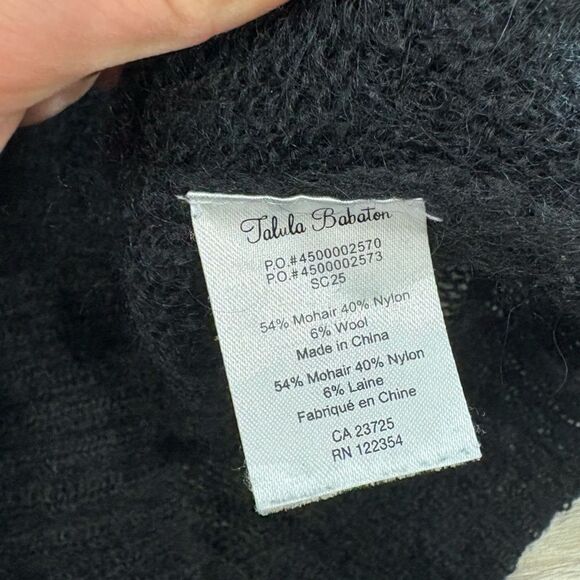 Talula Babaton
P.O.#4500002570
P.O.#4500002573
SC25
54% Mohair 40% Nylon
6% Wool
Made in China
54% Mohair 40% Nylon
6% Laine
Fabriqué en Chine
CA 23725
RN 122354